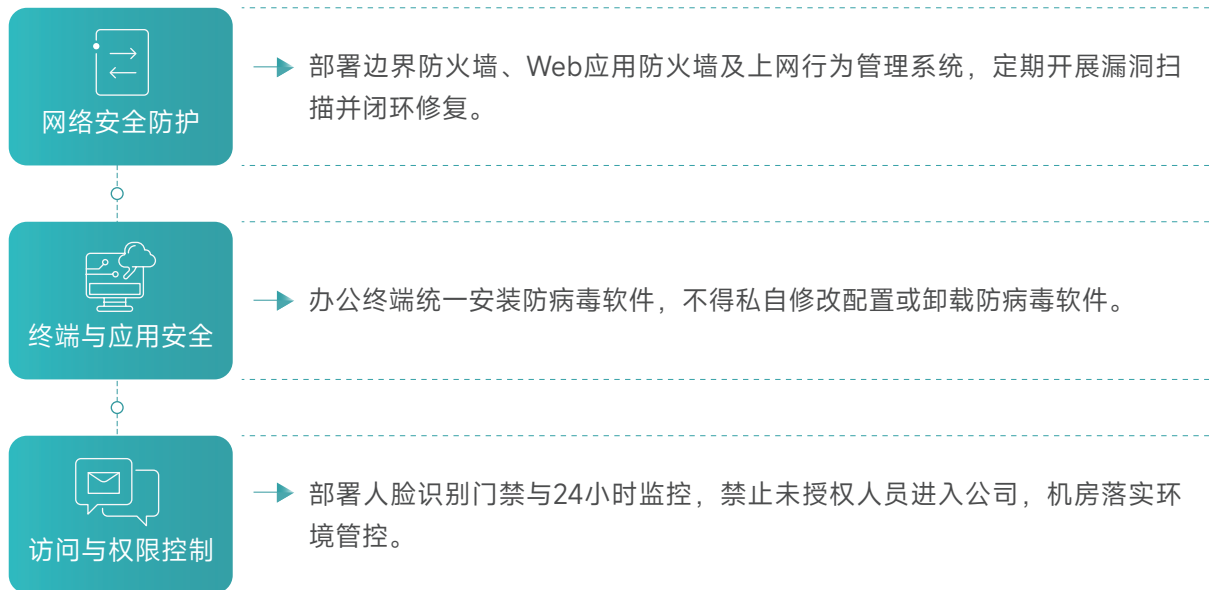 网络安全防护
部署边界防火墙、Web应用防火墙及上网行为管理系统，定期开展漏洞扫
描并闭环修复。
终端与应用安全
办公终端统一安装防病毒软件，不得私自修改配置或卸载防病毒软件。
访问与权限控制
部署人脸识别门禁与24小时监控，禁止未授权人员进入公司，机房落实环
境管控。